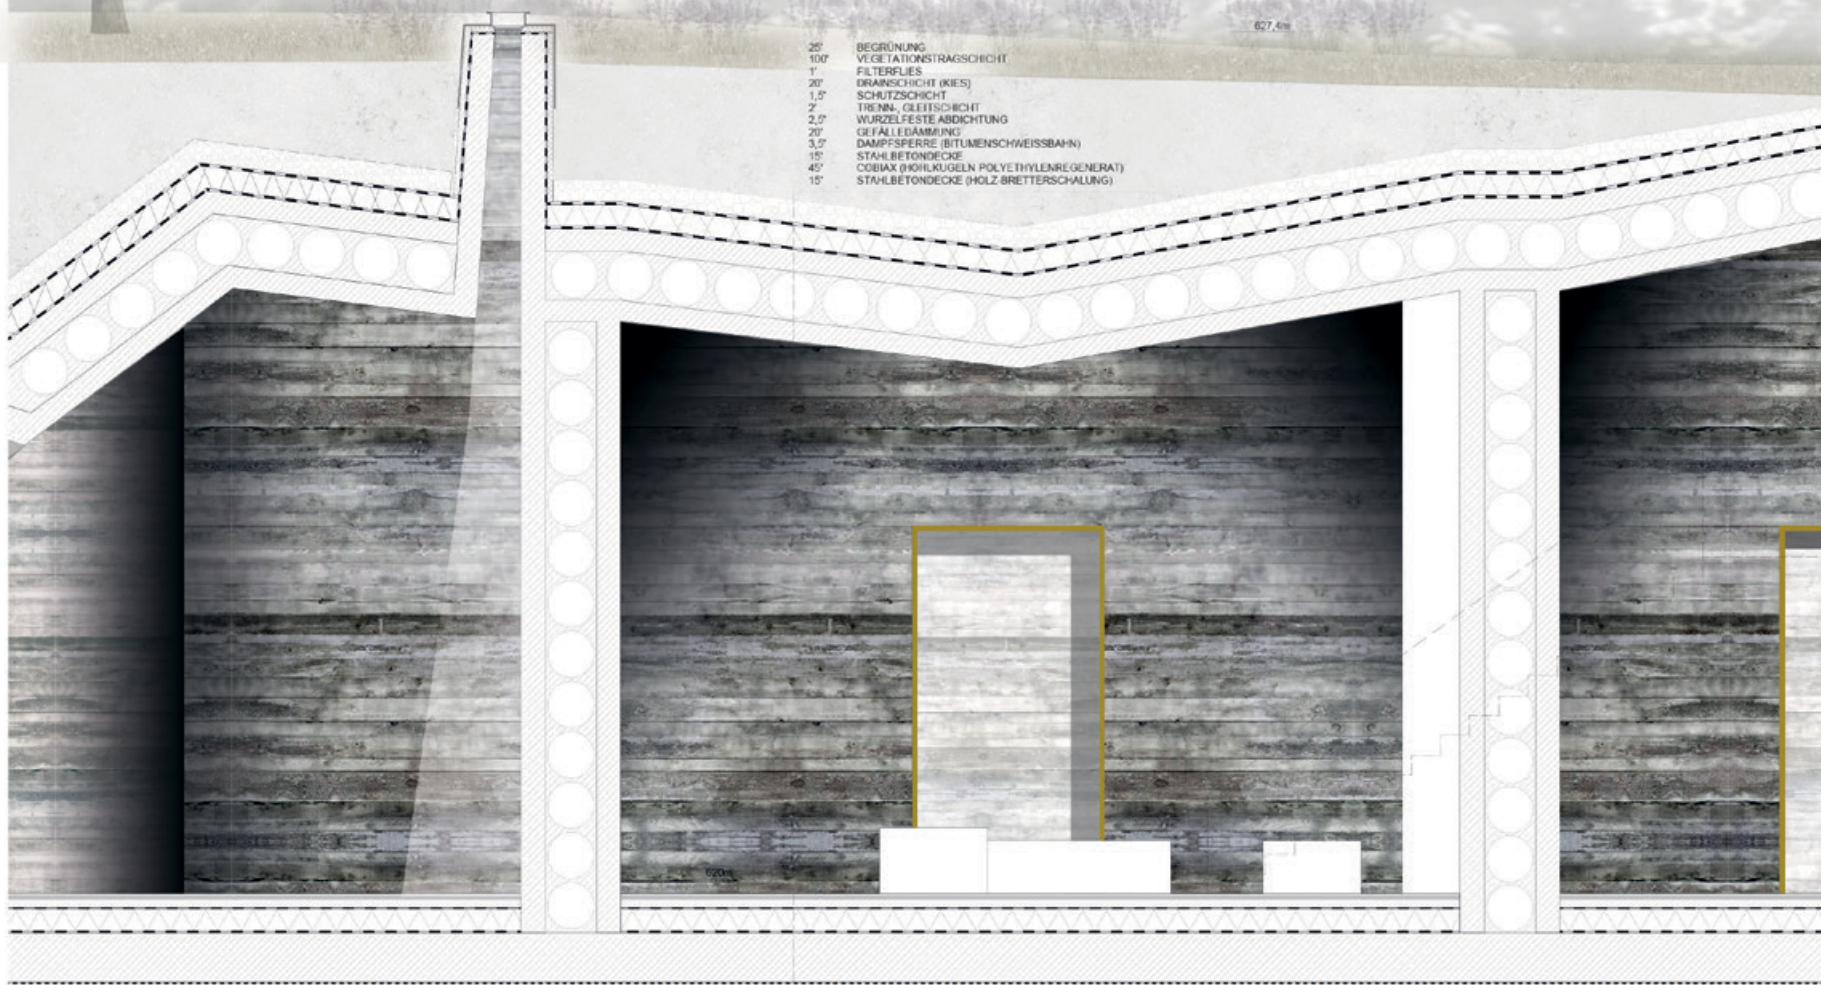 627,4m
25' BEGRÜNUNG
100' VEGETATIONSTRAGSCHICHT
1' FILTERFLIES
20' DRAINSCHICHT (KIES)
1,5' SCHUTZSCHICHT
2' TRENN-, GLEITSCHICHT
2,5' WURZELFESTE ABDICHTUNG
20' GEFÄLLEDÄMMUNG
3,5' DAMPFSPERRE (BITUMENSCHWEISSBAHN)
15' STAHLBETONDECKE
45' COBIAX (HOHLKUGELN POLYETHYLENREGENERAT)
15' STAHLBETONDECKE (HOLZ-BRETTERSCHALUNG)
620m